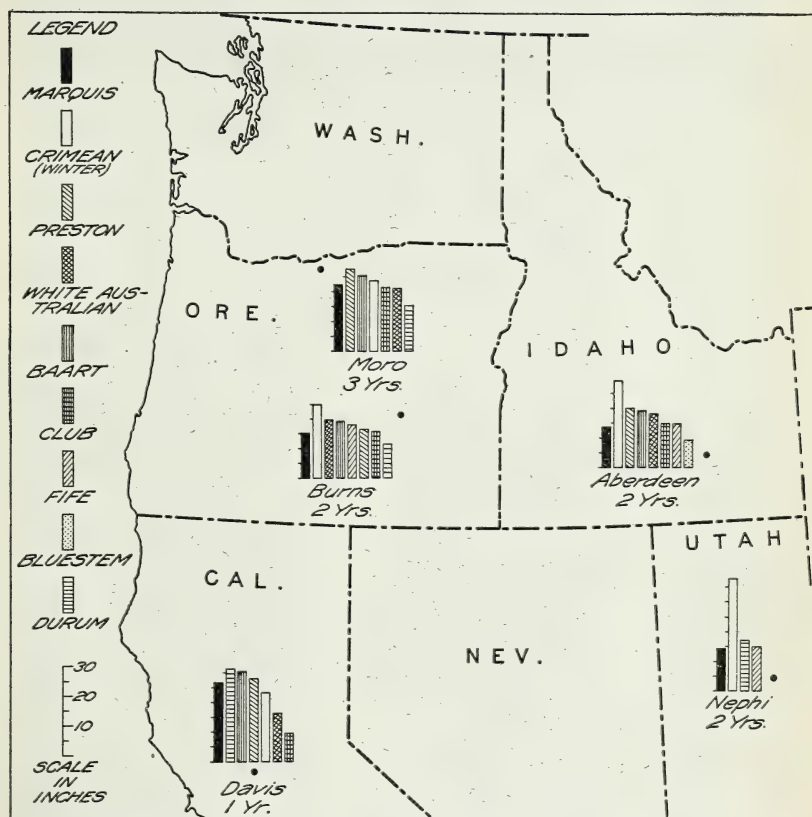 LEGEND
MARQUIS
CRIMEAN
(WINTER)
PRESTON
WHITE AUS-
TRALIAN
BAART
CLUB
FIFE
BLUESTEM
DURUM
30
20
10
SCALE
IN
INCHES
WASH.
ORE.
IDAHO
Moro
3 Yrs.
Burns
2 Yrs.
Aberdeen
2 Yrs.
CAL.
NEV.
UTAH
Nephi
2 Yrs.
Davis
1 Yr.